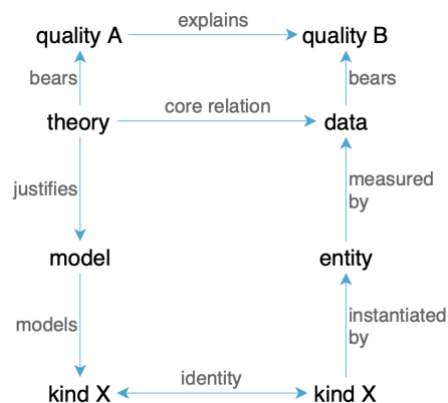 explains
quality A
quality B
bears
bears
core relation
theory
data
justifies
measured
by
model
entity
models
instantiated
by
identity
kind X
kind X